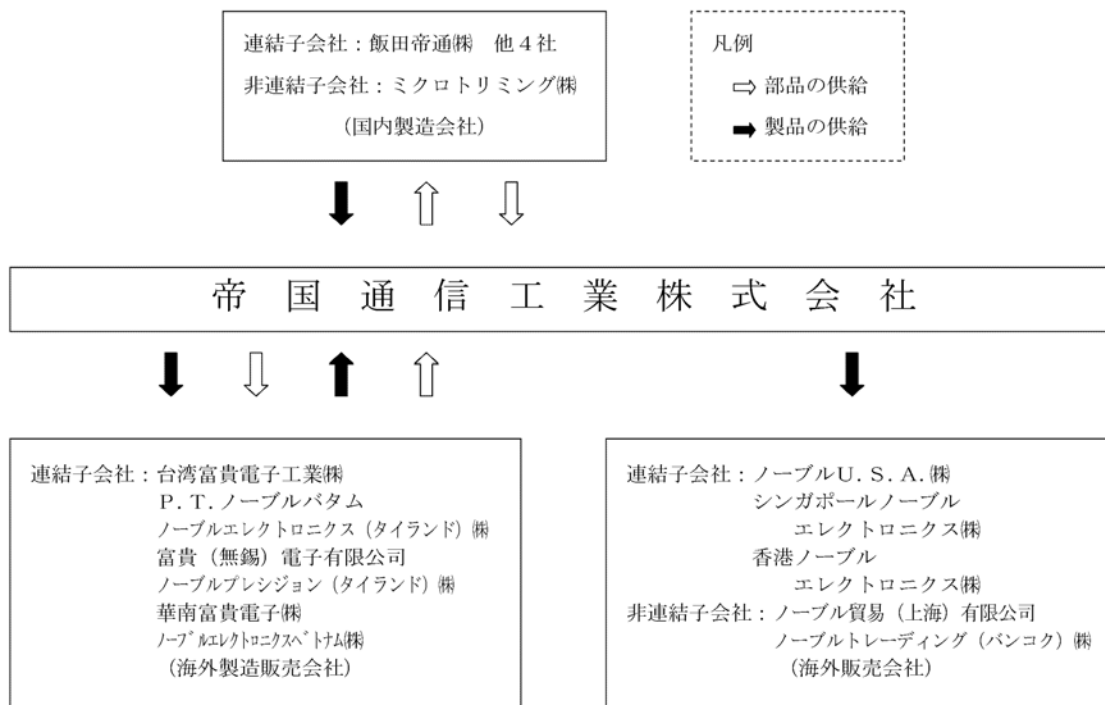 連結子会社：飯田帝通㈱　他４社
非連結子会社：ミクロトリミング㈱
（国内製造会社）
凡例
⇨ 部品の供給
➡ 製品の供給
帝国通信工業株式会社
連結子会社：台湾富貴電子工業㈱
Ｐ．Ｔ．ノーブルバタム
ノーブルエレクトロニクス（タイランド）㈱
富貴（無錫）電子有限公司
ノーブルプレシジョン（タイランド）㈱
華南富貴電子㈱
ﾉｰﾌﾞﾙｴﾚｸﾄﾛﾆｸｽﾍﾞﾄﾅﾑ㈱
（海外製造販売会社）
連結子会社：ノーブルＵ．Ｓ．Ａ．㈱
シンガポールノーブル
エレクトロニクス㈱
香港ノーブル
エレクトロニクス㈱
非連結子会社：ノーブル貿易（上海）有限公司
ノーブルトレーディング（バンコク）㈱
（海外販売会社）